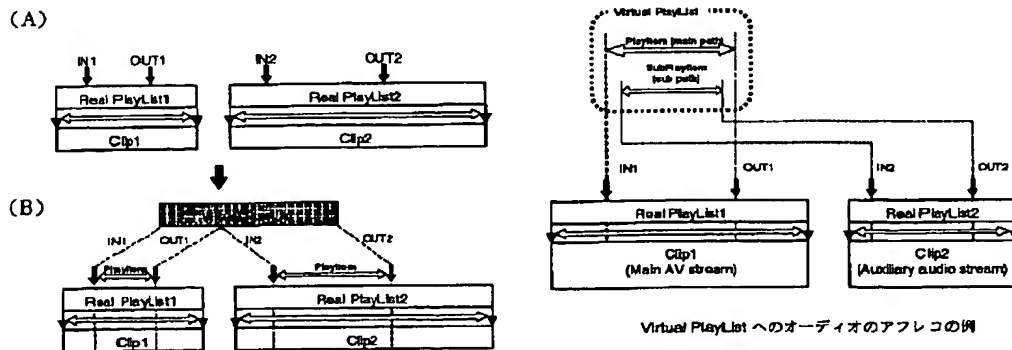 (A)
IN1 OUT1 IN2 OUT2
Real PlayList1 Real PlayList2
Clip1 Clip2
(B)
IN1 OUT1 IN2 OUT2
PlayItem PlayItem
Real PlayList1 Real PlayList2
Clip1 Clip2
Virtual PlayList
PlayItem (main path)
SubPlayItem
(sub path)
IN1 OUT1 IN2 OUT2
Real PlayList1 Real PlayList2
Clip1 Clip2
(Main AV stream) (Auxiliary audio stream)
Virtual PlayList へのオーディオのアフレコの例